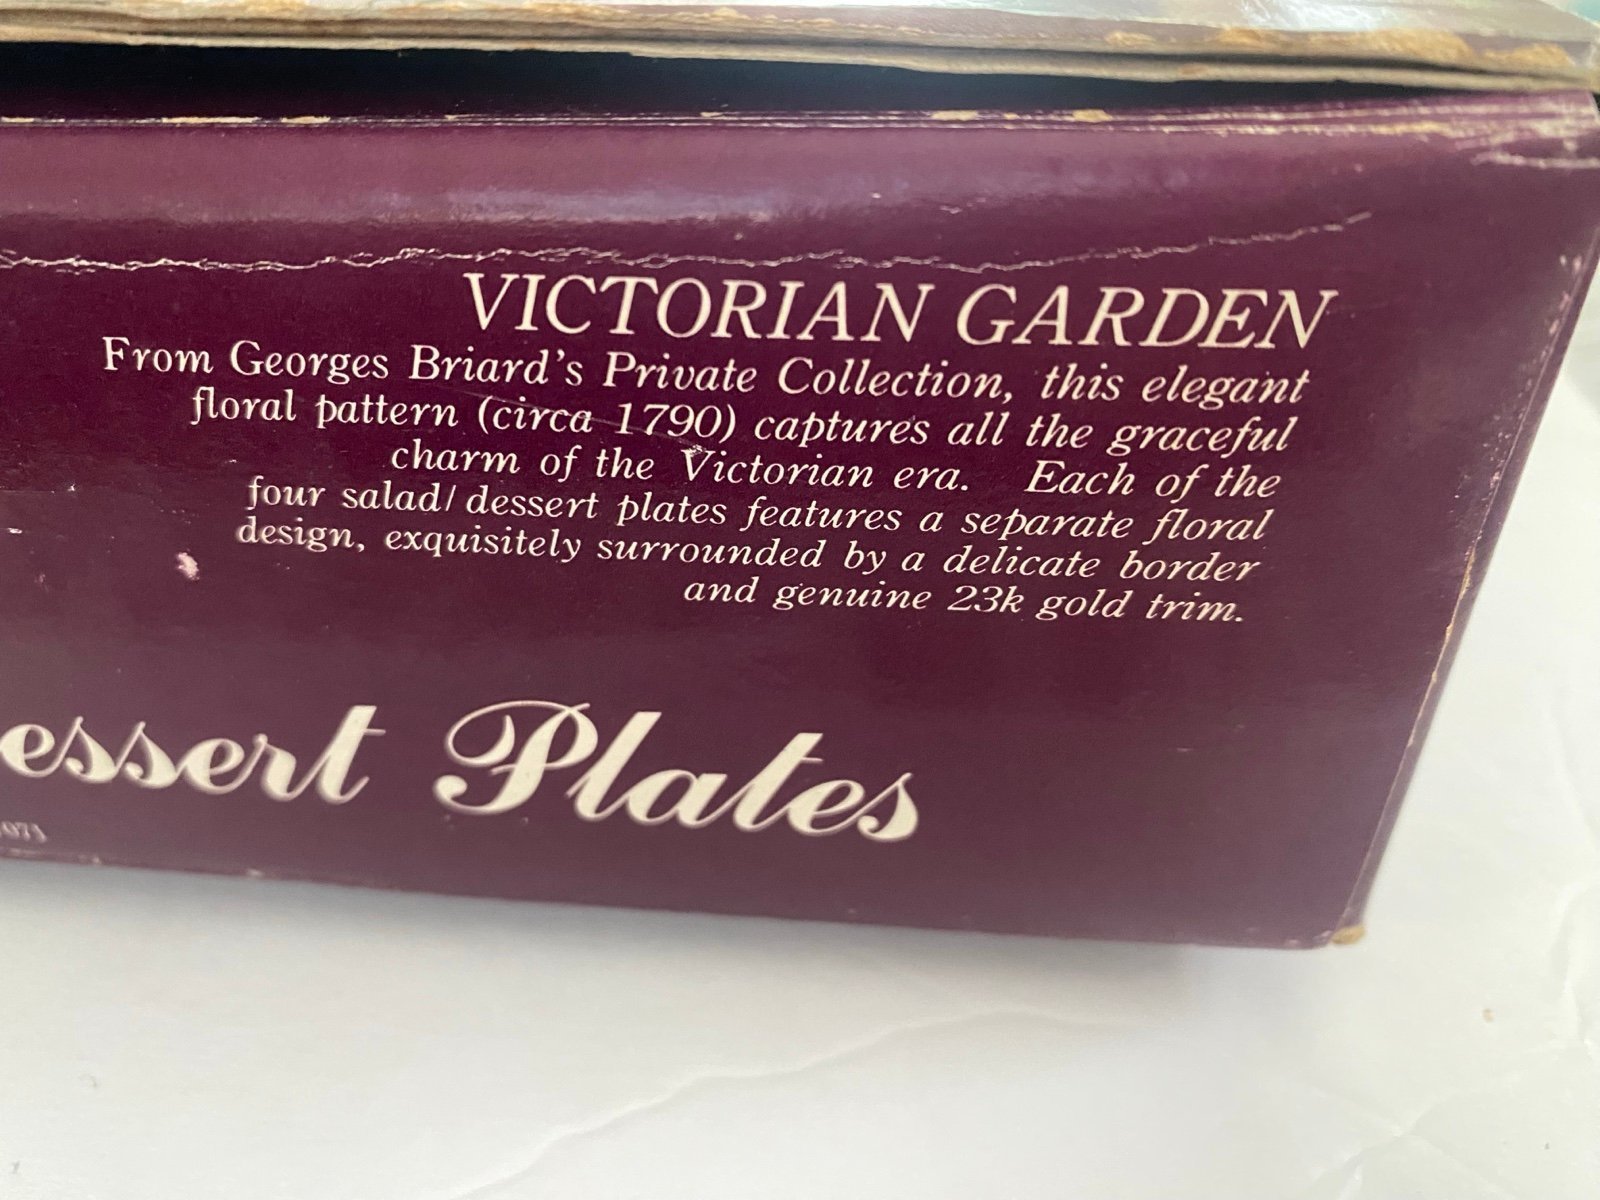 VICTORIAN GARDEN
From Georges Briard's Private Collection, this elegant
floral pattern (circa 1790) captures all the graceful
charm of the Victorian era. Each of the
four salad/dessert plates features a separate floral
design, exquisitely surrounded by a delicate border
and genuine 23k gold trim.
essert Plates